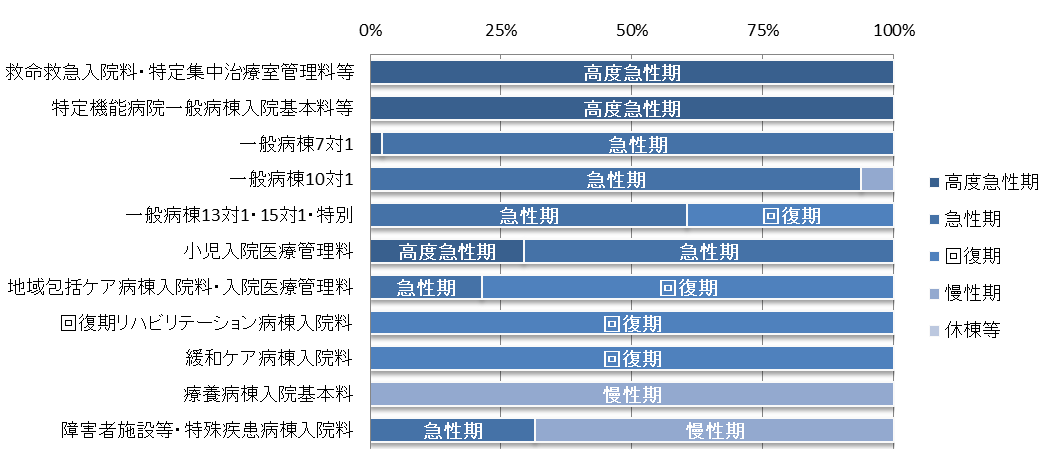 0% 25% 50% 75% 100%
救命救急入院料・特定集中治療室管理料等 高度急性期
特定機能病院一般病棟入院基本料等 高度急性期
一般病棟7対1 急性期
一般病棟10対1 急性期
一般病棟13対1・15対1・特別 急性期 回復期
小児入院医療管理料 高度急性期 急性期
地域包括ケア病棟入院料・入院医療管理料 急性期 回復期
回復期リハビリテーション病棟入院料 回復期
緩和ケア病棟入院料 回復期
療養病棟入院基本料 慢性期
障害者施設等・特殊疾患病棟入院料 急性期 慢性期
高度急性期
急性期
回復期
慢性期
休棟等